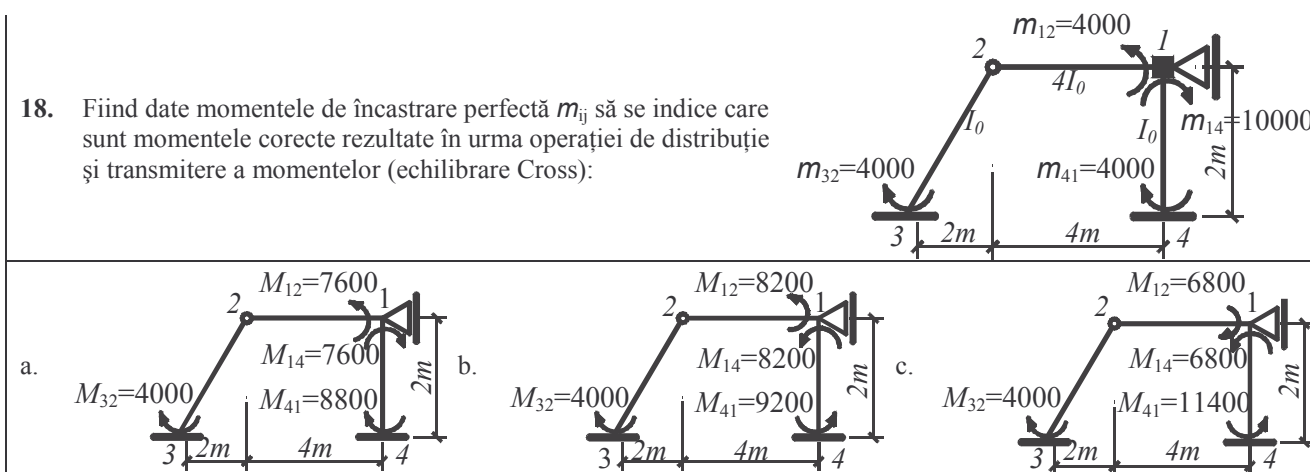 18. Fiind date momentele de încastrare perfectă m_ij să se indice care
sunt momentele corecte rezultate în urma operaţiei de distribuţie
şi transmitere a momentelor (echilibrare Cross):
m12=4000
1
2
4I0
I0
I0
m14=10000
m32=4000
m41=4000
2m
3
2m
4m
4
a.
M12=7600
1
2
M14=7600
M32=4000
M41=8800
2m
3
2m
4m
4
b.
M12=8200
1
2
M14=8200
M32=4000
M41=9200
2m
3
2m
4m
4
c.
M12=6800
1
2
M14=6800
M32=4000
M41=11400
2m
3
2m
4m
4